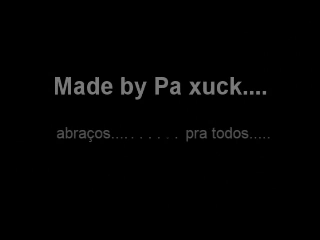 Made by Pa xuck....
abraços.... . . . . . . pra todos.....